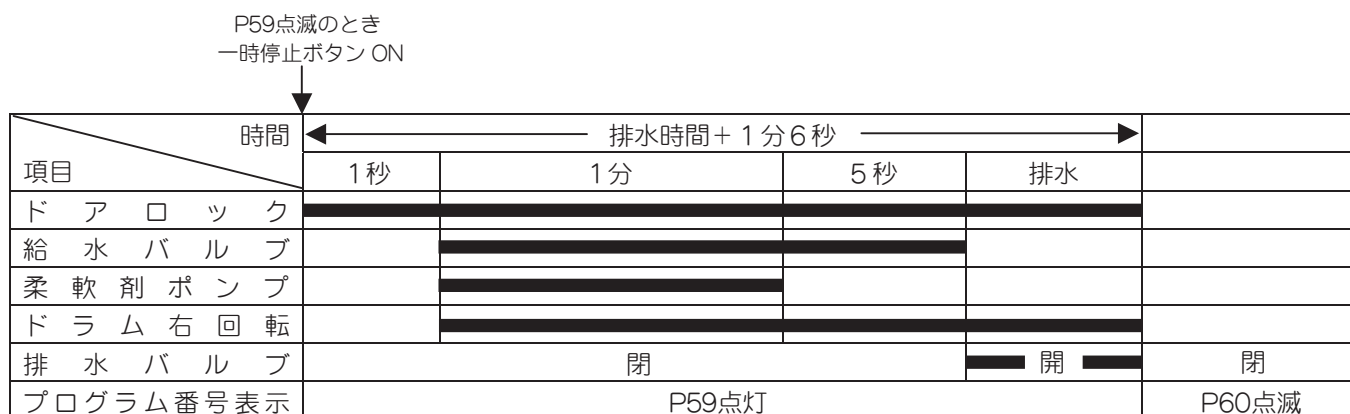 P59点滅のとき
一時停止ボタン ON
時間
排水時間+1分6秒
項目
1秒 1分 5秒 排水
ドアロック
給水バルブ
柔軟剤ポンプ
ドラム右回転
排水バルブ 閉 開 閉
プログラム番号表示 P59点灯 P60点滅